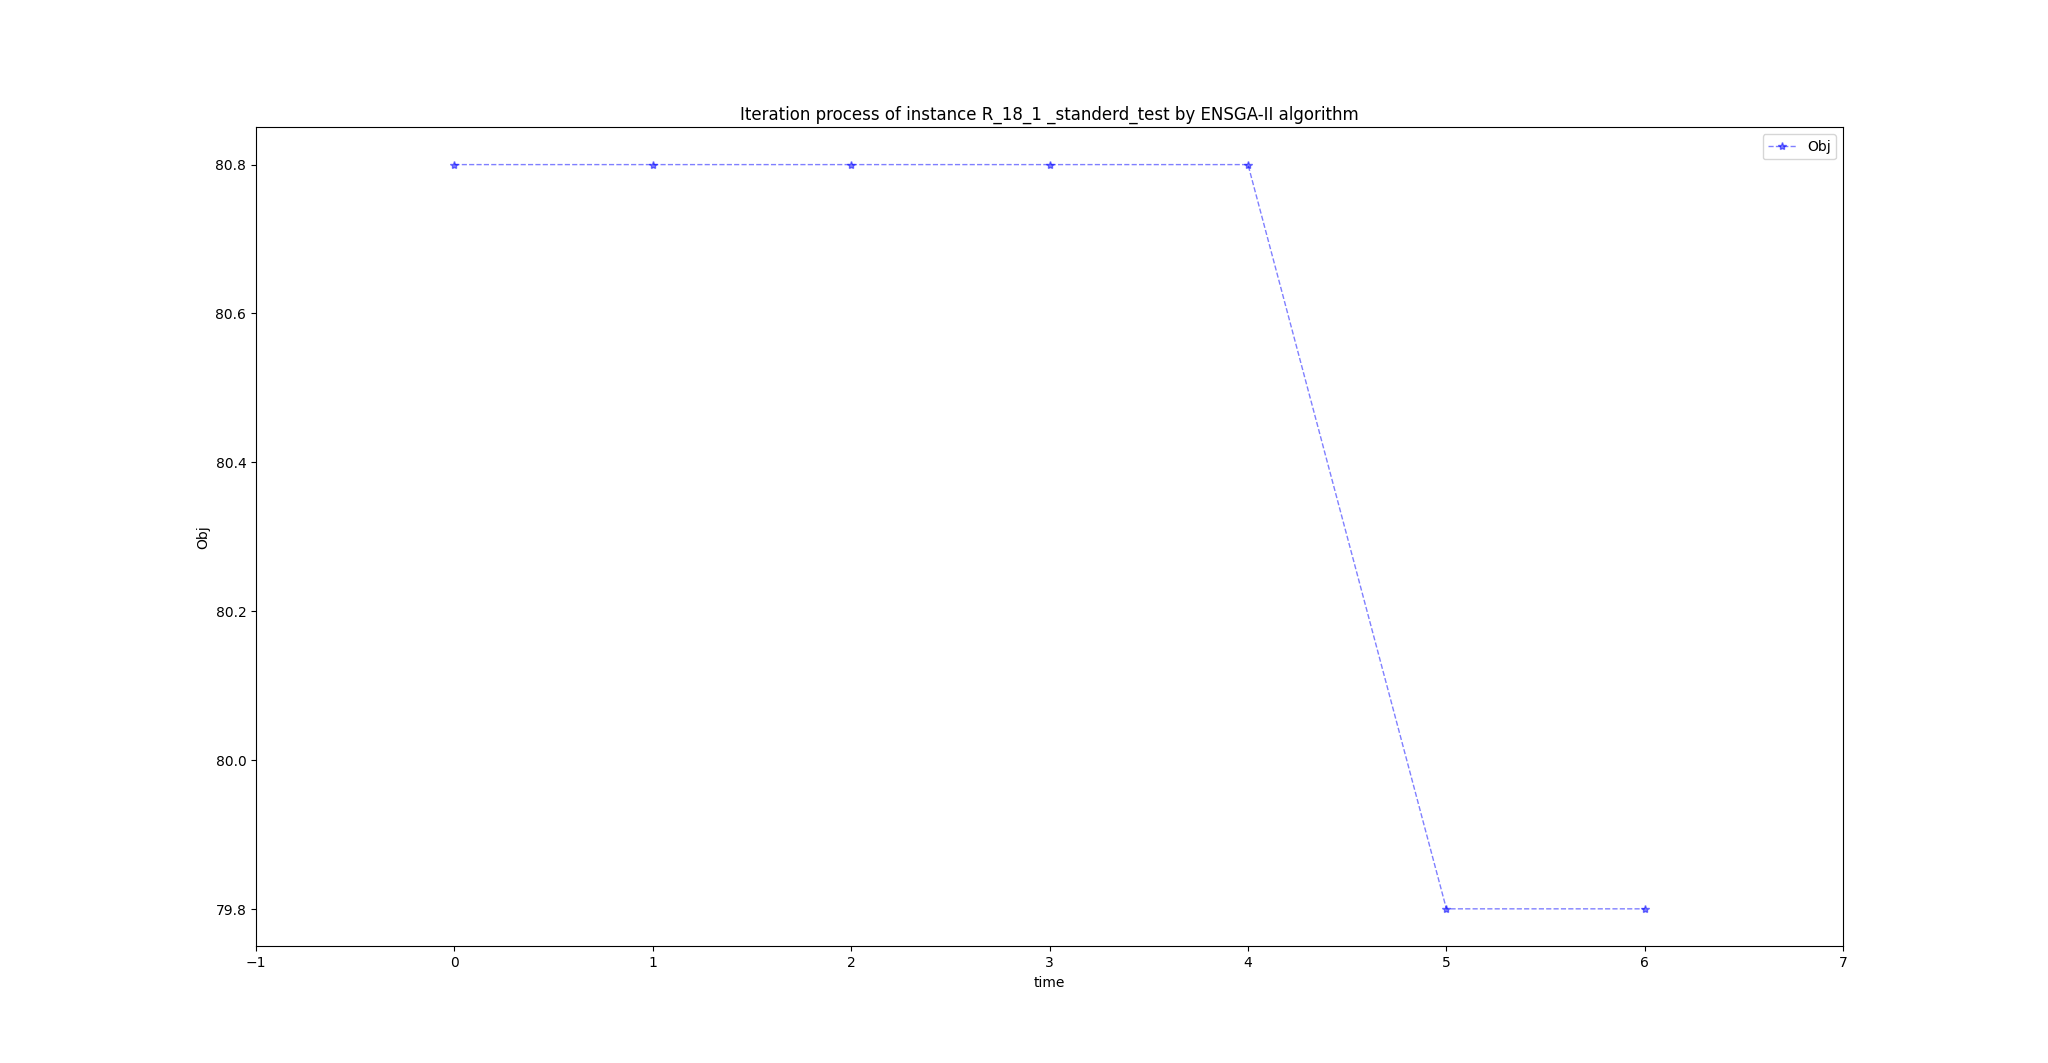 Iteration process of instance R_18_1 _standerd_test by ENSGA-II algorithm
Obj
80.8
80.6
80.4
80.2
80.0
79.8
Obj
−1 0 1 2 3 4 5 6 7
time